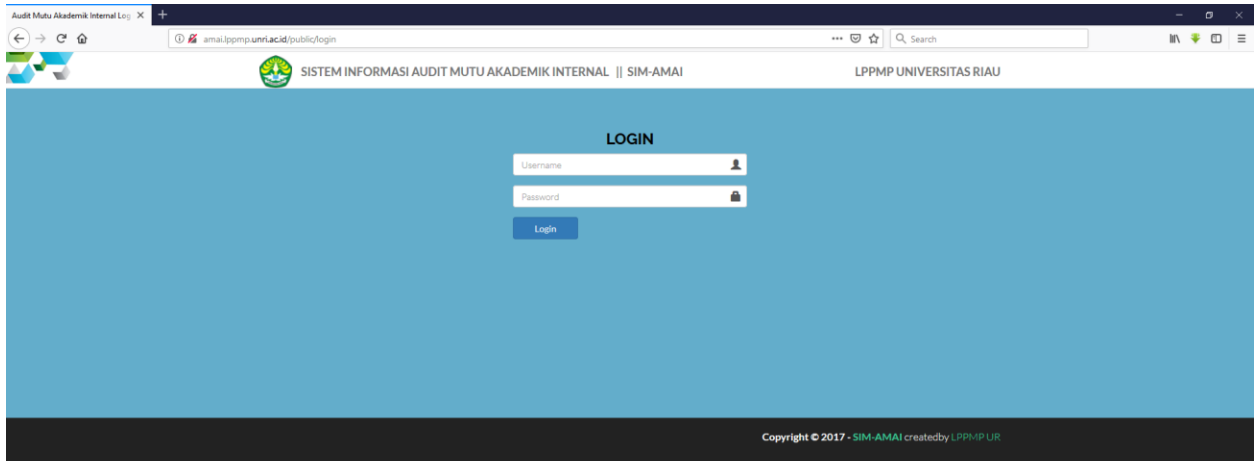 Audit Mutu Akademik Internal Log
amai.lppmp.unri.ac.id/public/login
Search
SISTEM INFORMASI AUDIT MUTU AKADEMIK INTERNAL || SIM-AMAI
LPPMP UNIVERSITAS RIAU
LOGIN
Username
Password
Login
Copyright © 2017 - SIM-AMAI createdby LPPMP UR